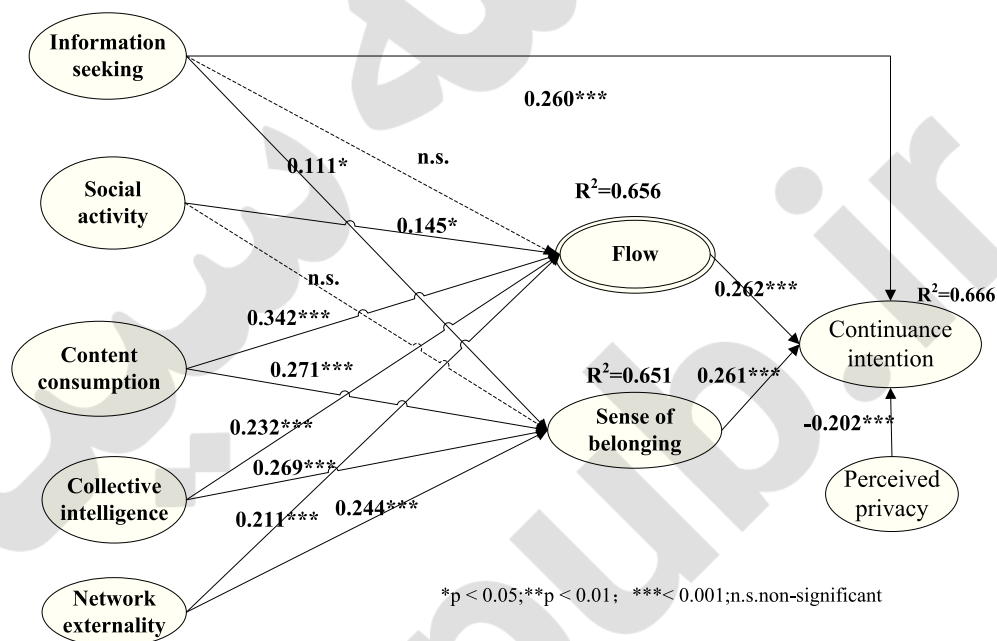 Information
seeking
0.260***
n.s.
0.111*
Social
activity
R²=0.656
0.145*
Flow
n.s.
0.262***
R²=0.666
0.342***
Continuance
intention
Content
consumption
0.271***
R²=0.651
0.261***
Sense of
belonging
0.232***
-0.202***
0.269***
Collective
intelligence
Perceived
privacy
0.211***
0.244***
Network
externality
*p < 0.05;**p < 0.01； ***< 0.001;n.s.non-significant
pub.ir